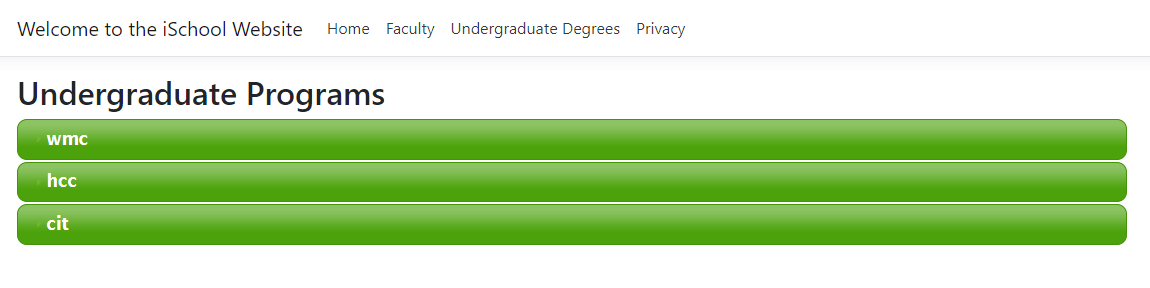 Welcome to the iSchool Website Home Faculty Undergraduate Degrees Privacy
Undergraduate Programs
wmc
hcc
cit